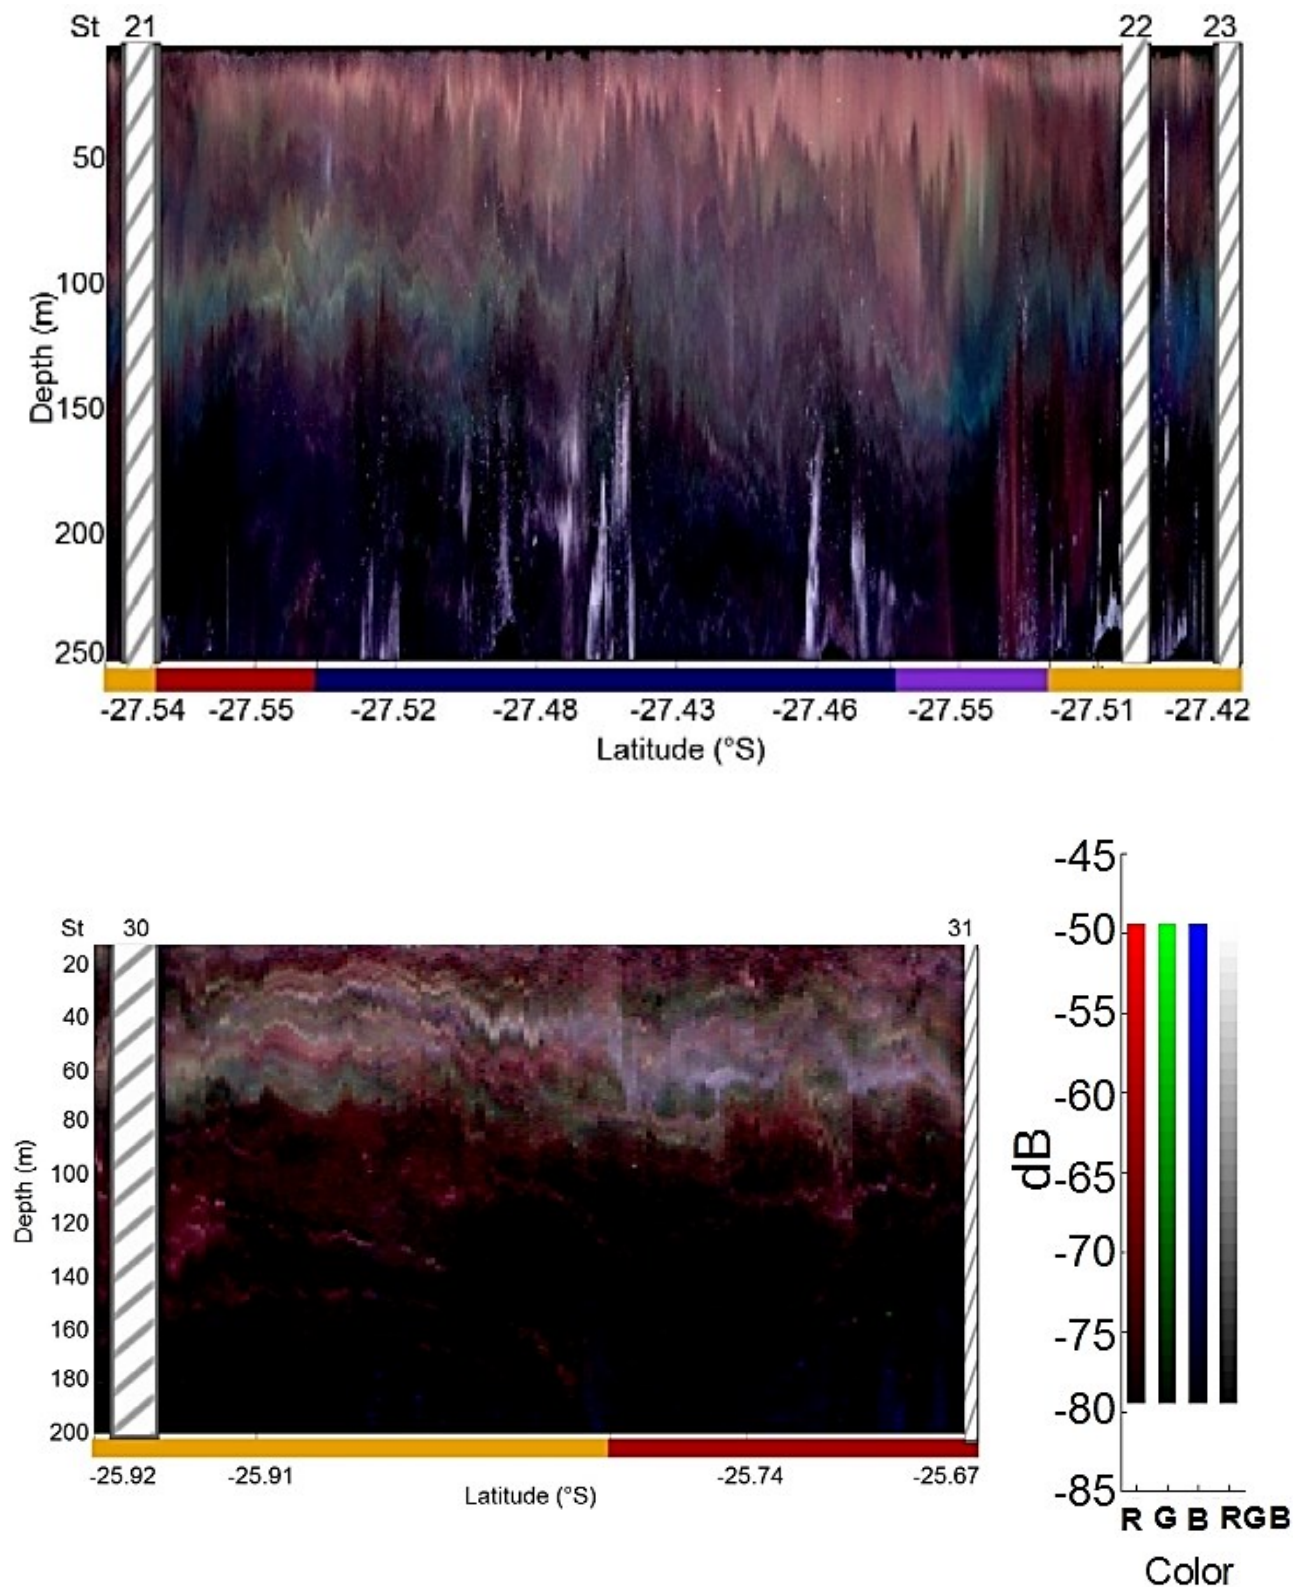 St 21 22 23
50
100
150
200
250
Depth (m)
-27.54 -27.55 -27.52 -27.48 -27.43 -27.46 -27.55 -27.51 -27.42
Latitude (°S)
St 30 31
20
40
60
80
100
120
140
160
180
200
Depth (m)
-25.92 -25.91 -25.74 -25.67
Latitude (°S)
-45
-50
-55
-60
-65
-70
-75
-80
-85
dB
R G B RGB
Color